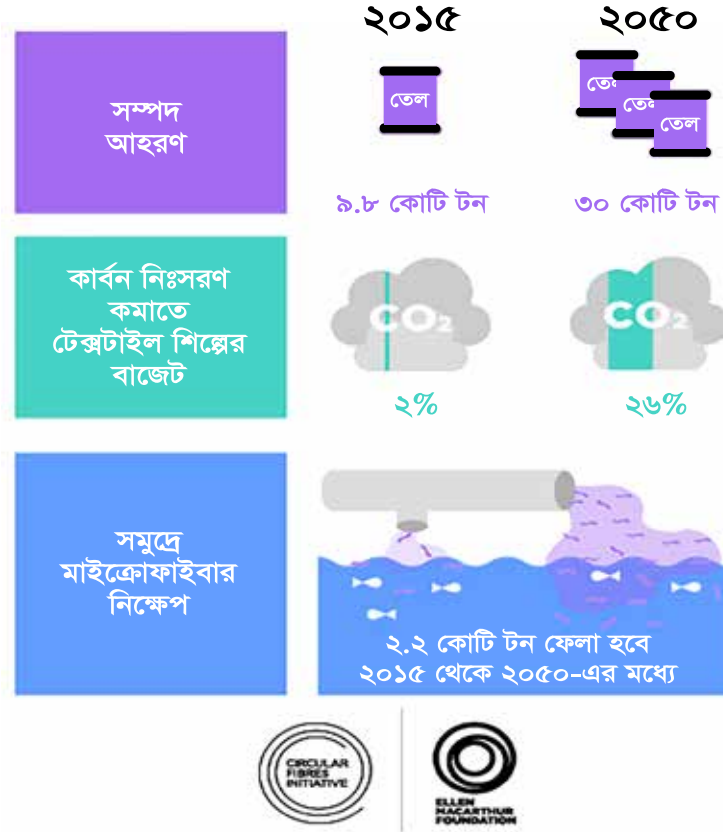 ২০১৫ ২০৫০
সম্পদ
আহরণ
তেল
তেল
তেল
তেল
৯.৮ কোটি টন ৩০ কোটি টন
কার্বন নিঃসরণ
কমাতে
টেক্সটাইল শিল্পের
বাজেট
CO₂ CO₂
২% ২৬%
সমুদ্রে
মাইক্রোফাইবার
নিক্ষেপ
২.২ কোটি টন ফেলা হবে
২০১৫ থেকে ২০৫০-এর মধ্যে
CIRCULAR
FIBRES
INITIATIVE
ELLEN
MACARTHUR
FOUNDATION